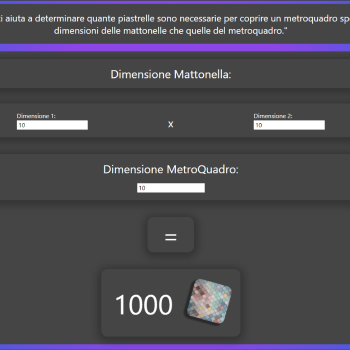 i aiuta a determinare quante piastrelle sono necessarie per coprire un metroquadro sp
dimensioni delle mattonelle che quelle del metroquadro."
Dimensione Mattonella:
Dimensione 1:
10
x
Dimensione 2:
10
Dimensione MetroQuadro:
10
=
1000